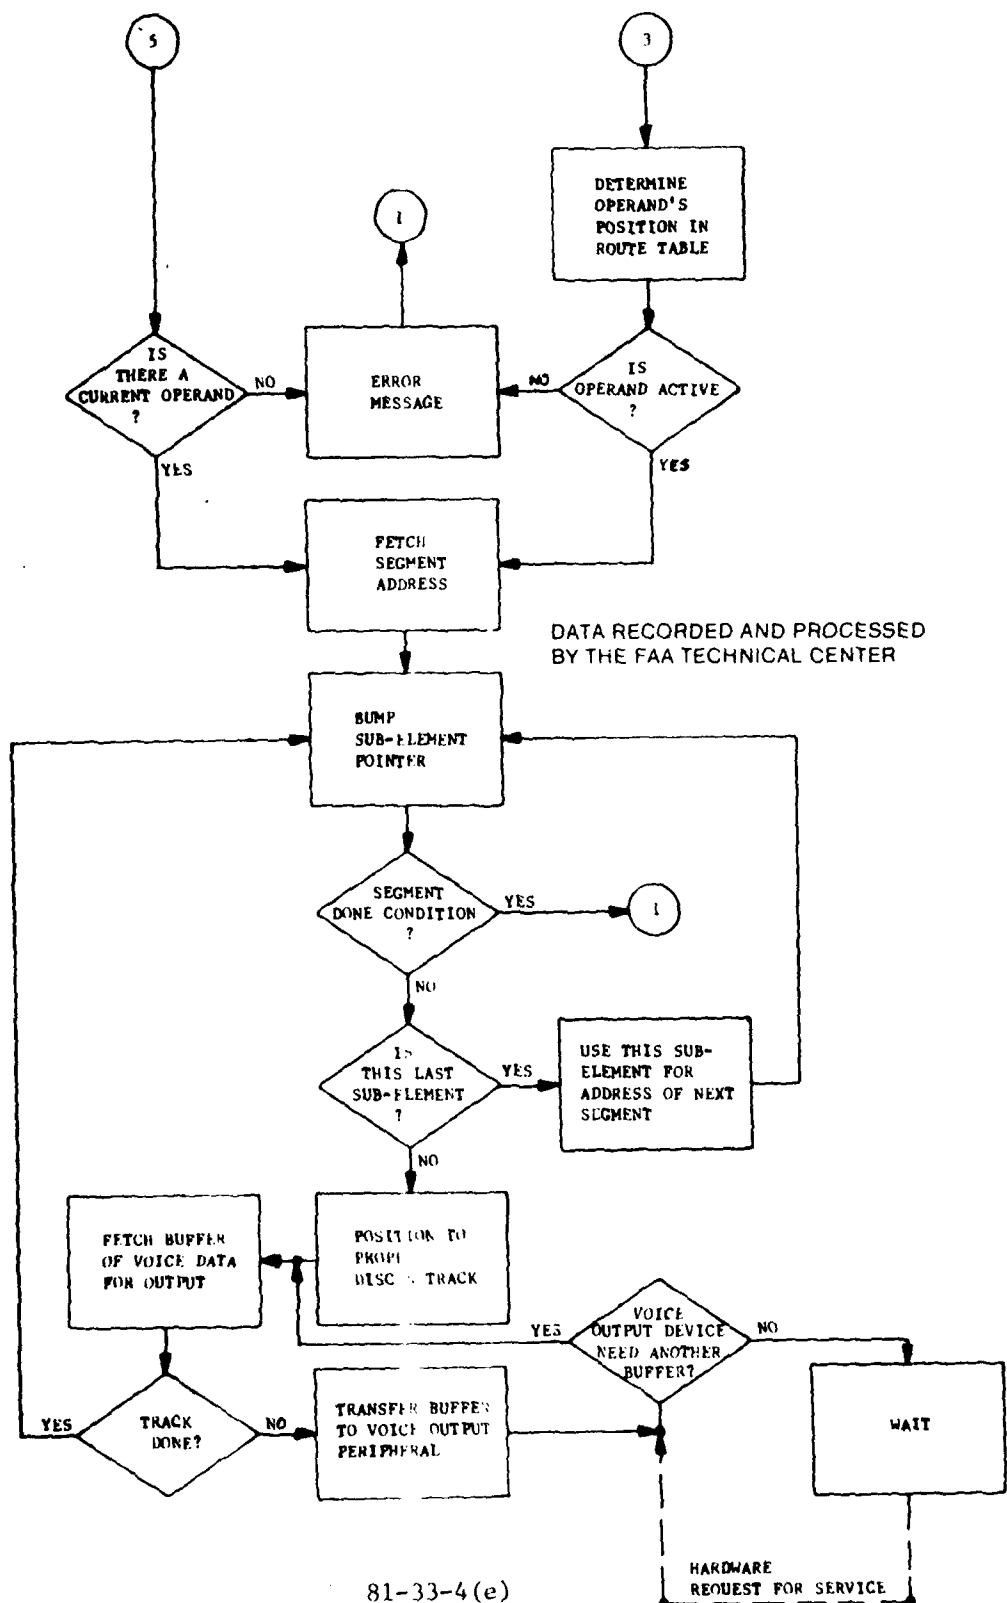 5
3
DETERMINE
OPERAND'S
POSITION IN
ROUTE TABLE
1
IS
THERE A
CURRENT OPERAND
?
NO
ERROR
MESSAGE
NO
IS
OPERAND ACTIVE
?
YES
YES
FETCH
SEGMENT
ADDRESS
DATA RECORDED AND PROCESSED
BY THE FAA TECHNICAL CENTER
BUMP
SUB-ELEMENT
POINTER
SEGMENT
DONE CONDITION
?
YES
1
NO
IS
THIS LAST
SUB-ELEMENT
?
YES
USE THIS SUB-
ELEMENT FOR
ADDRESS OF NEXT
SEGMENT
NO
FETCH BUFFER
OF VOICE DATA
FOR OUTPUT
POSITION TO
DISC TRACK
YES
VOICE
OUTPUT DEVICE
NEED ANOTHER
BUFFER?
NO
YES
TRACK
DONE?
NO
TRANSFER BUFFER
TO VOICE OUTPUT
PERIPHERAL
WAIT
HARDWARE
REQUEST FOR SERVICE
81-33-4(e)